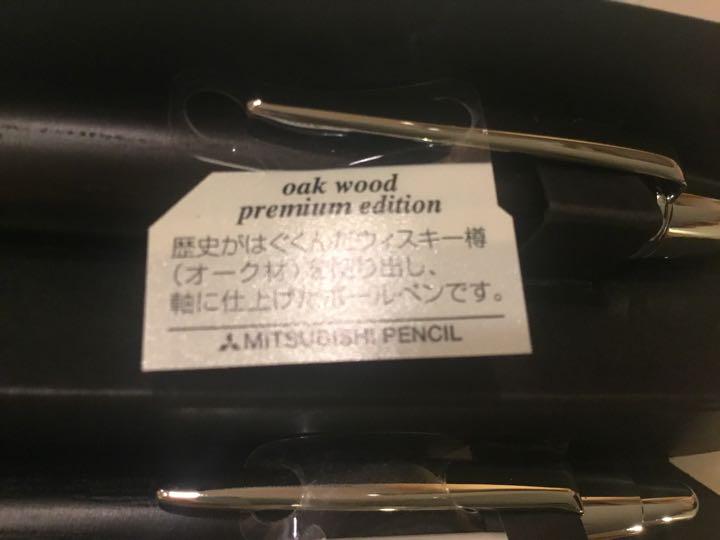 oak wood
premium edition
歴史がはぐくんだウィスキー樽
(オーク材)を切り出し、
軸に仕上げたボールペンです。
MITSUBISHI PENCIL